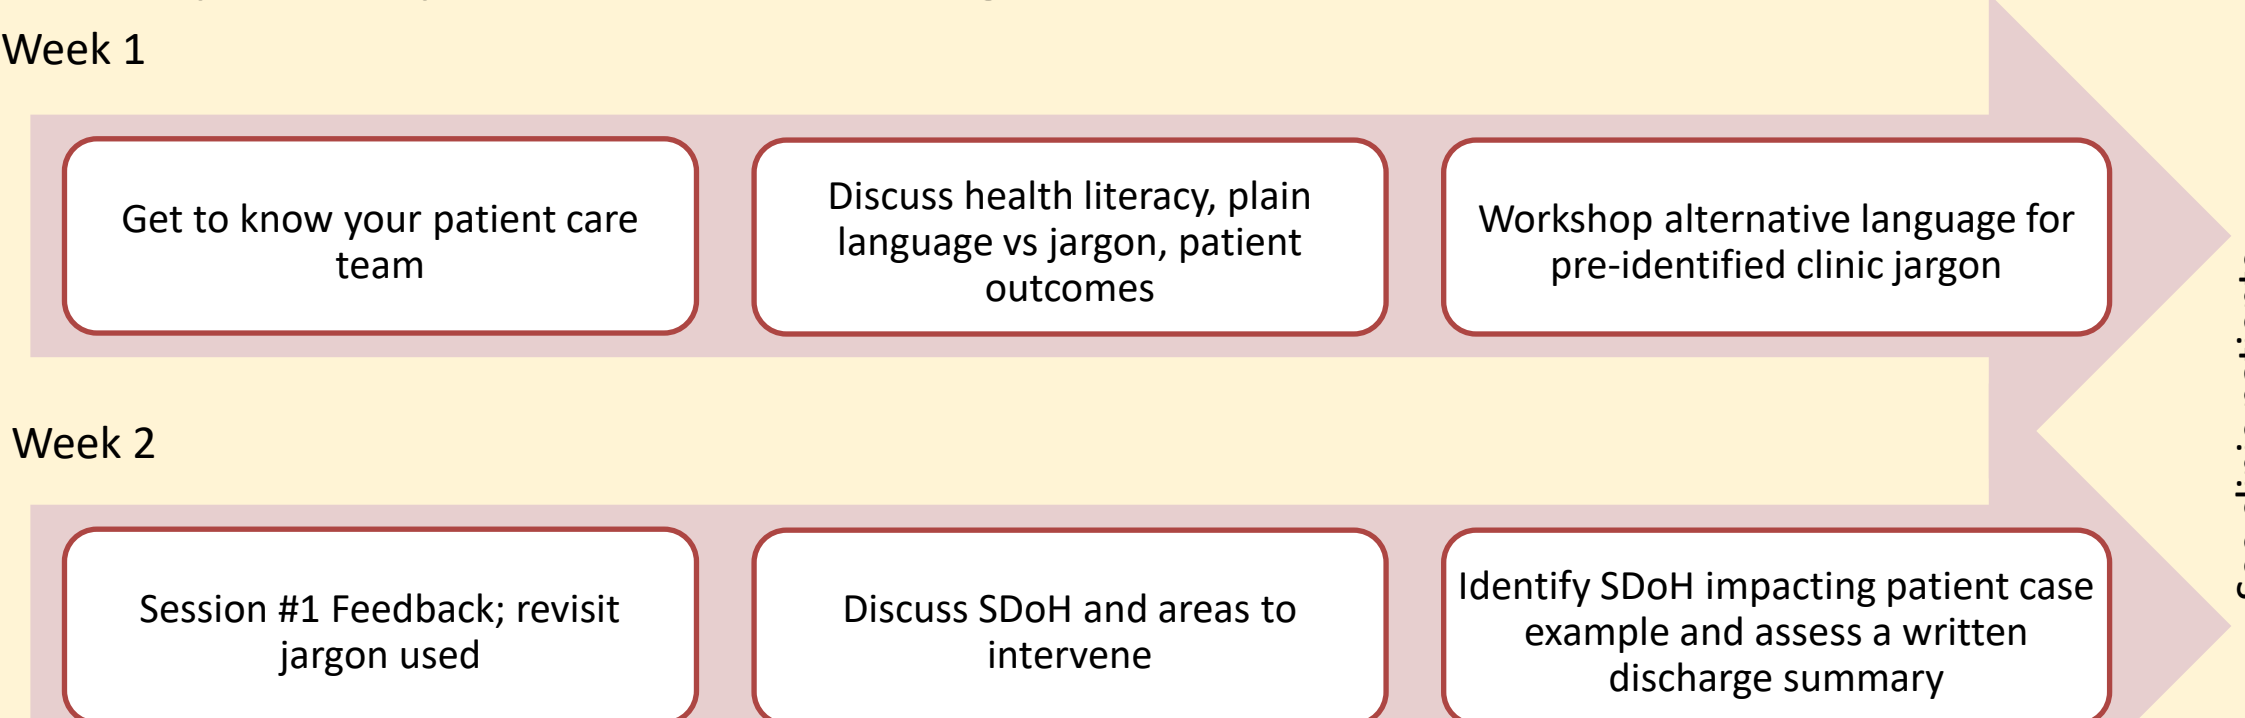 Week 1
Get to know your patient care
team
Discuss health literacy, plain
language vs jargon, patient
outcomes
Workshop alternative language for
pre-identified clinic jargon
Week 2
Session #1 Feedback; revisit
jargon used
Discuss SDoH and areas to
intervene
Identify SDoH impacting patient case
example and assess a written
discharge summary